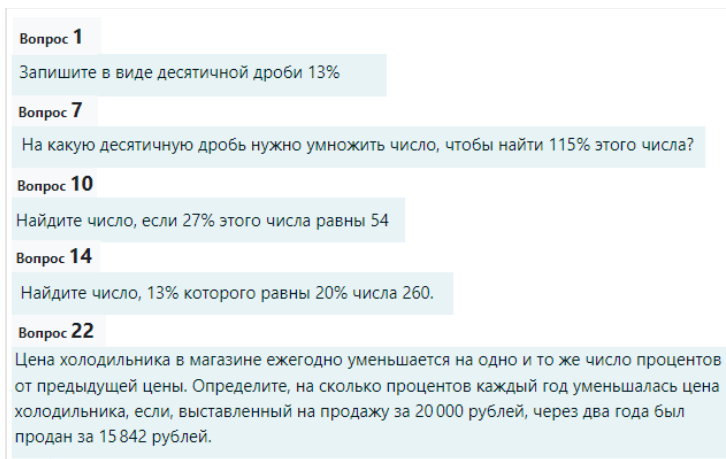 Вопрос 1
Запишите в виде десятичной дроби 13%
Вопрос 7
На какую десятичную дробь нужно умножить число, чтобы найти 115% этого числа?
Вопрос 10
Найдите число, если 27% этого числа равны 54
Вопрос 14
Найдите число, 13% которого равны 20% числа 260.
Вопрос 22
Цена холодильника в магазине ежегодно уменьшается на одно и то же число процентов
от предыдущей цены. Определите, на сколько процентов каждый год уменьшалась цена
холодильника, если, выставленный на продажу за 20 000 рублей, через два года был
продан за 15 842 рублей.